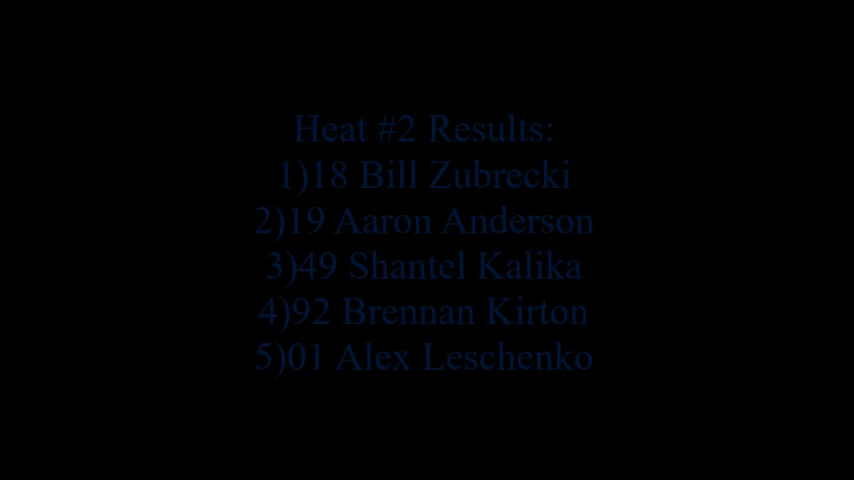 Heat #2 Results:
1)18 Bill Zubrecki
2)19 Aaron Anderson
3)49 Shantel Kalika
4)92 Brennan Kirton
5)01 Alex Leschenko